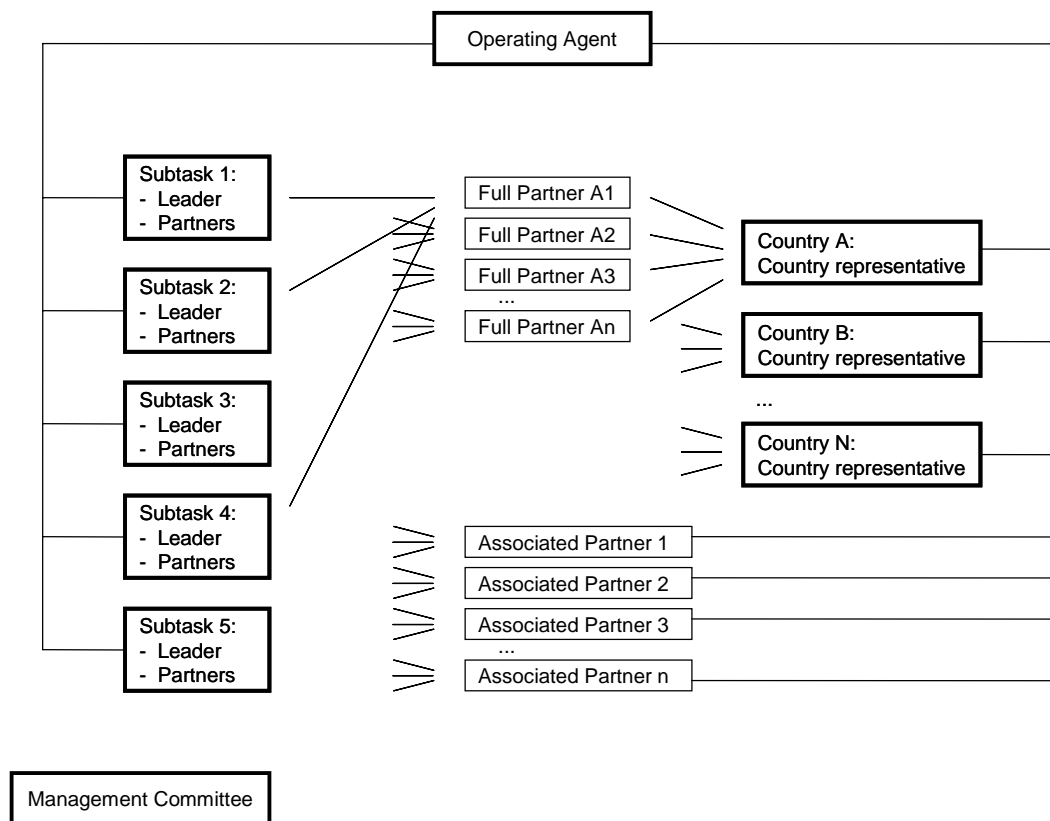 Operating Agent
Subtask 1:
- Leader
- Partners
Subtask 2:
- Leader
- Partners
Subtask 3:
- Leader
- Partners
Subtask 4:
- Leader
- Partners
Subtask 5:
- Leader
- Partners
Full Partner A1
Full Partner A2
Full Partner A3
...
Full Partner An
Country A:
Country representative
Country B:
Country representative
...
Country N:
Country representative
Associated Partner 1
Associated Partner 2
Associated Partner 3
...
Associated Partner n
Management Committee